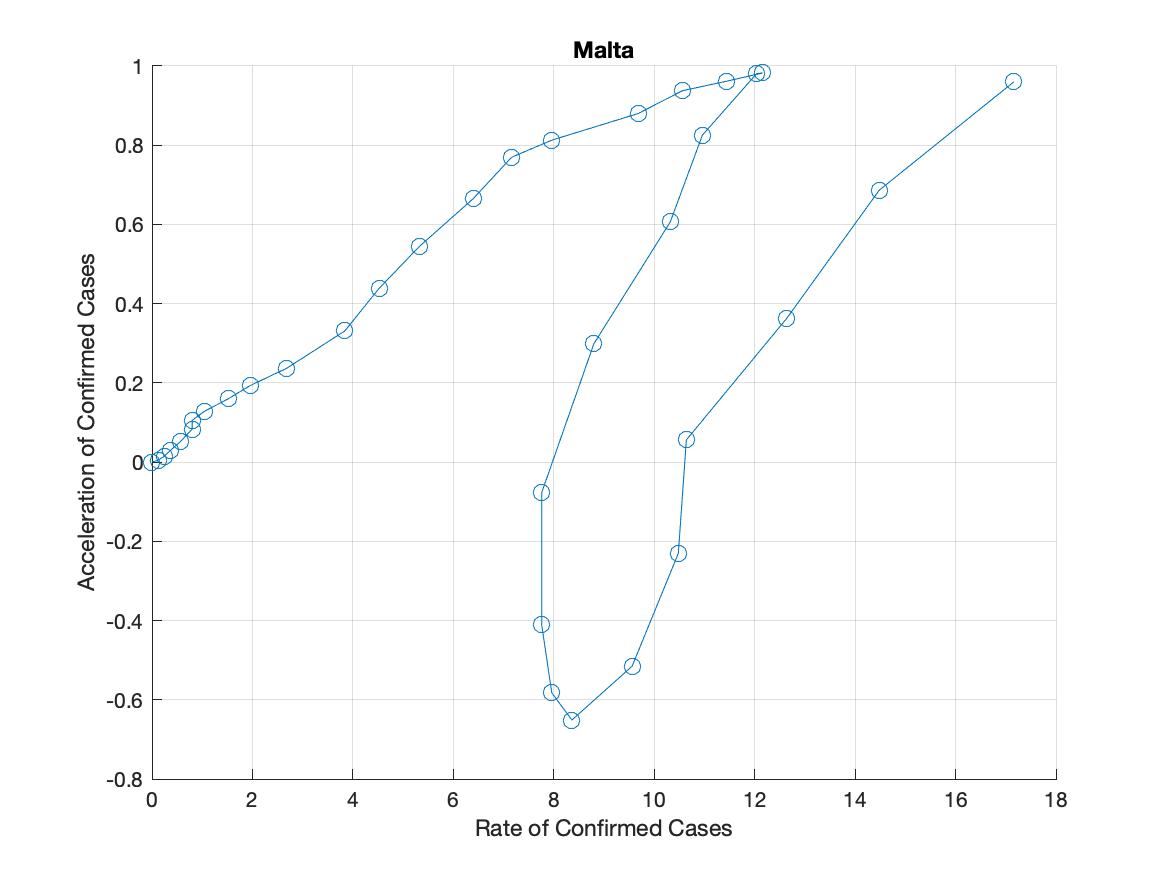 Malta
Acceleration of Confirmed Cases
1
0.8
0.6
0.4
0.2
0
-0.2
-0.4
-0.6
-0.8
0 2 4 6 8 10 12 14 16 18
Rate of Confirmed Cases